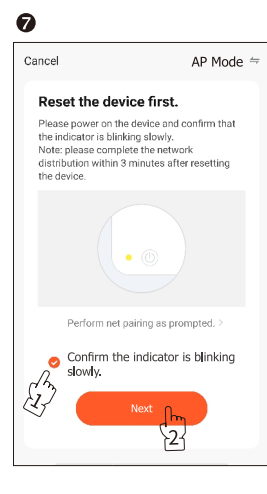 7
Cancel AP Mode ⇋
Reset the device first.
Please power on the device and confirm that
the indicator is blinking slowly.
Note: please complete the network
distribution within 3 minutes after resetting
the device.
Perform net pairing as prompted. >
Confirm the indicator is blinking
slowly.
1
Next
2